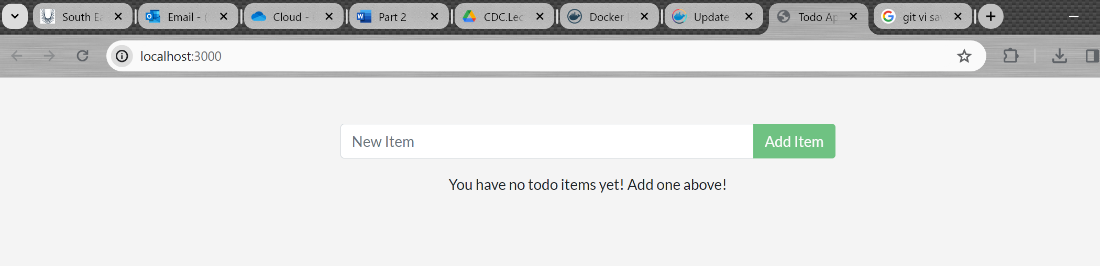 South Ea
Email -
Cloud -
Part 2
CDC.Lec
Docker
Update
Todo Ap
git vi sa
localhost:3000
New Item
Add Item
You have no todo items yet! Add one above!